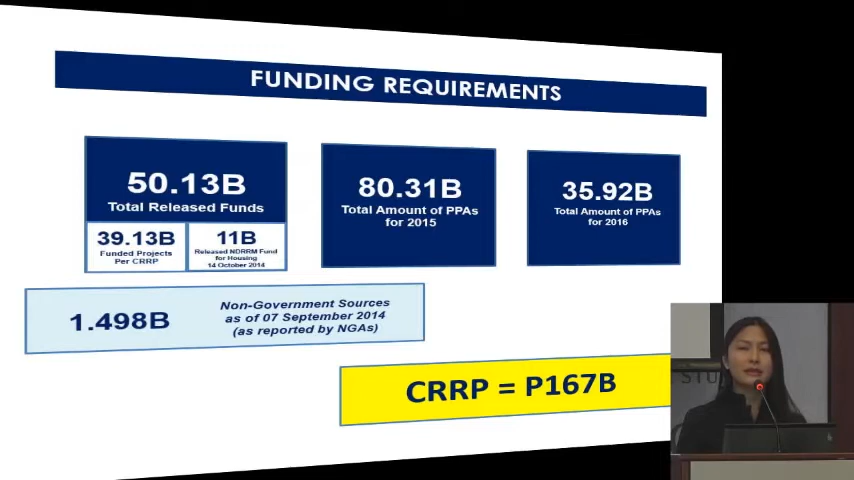 FUNDING REQUIREMENTS
50.13B
Total Released Funds
39.13B
Funded Projects
Per CRRP
11B
Released NDRRM Fund
for Housing
14 October 2014
80.31B
Total Amount of PPAs
for 2015
35.92B
Total Amount of PPAs
for 2016
1.498B
Non-Government Sources
as of 07 September 2014
(as reported by NGAs)
CRRP = P167B
STU